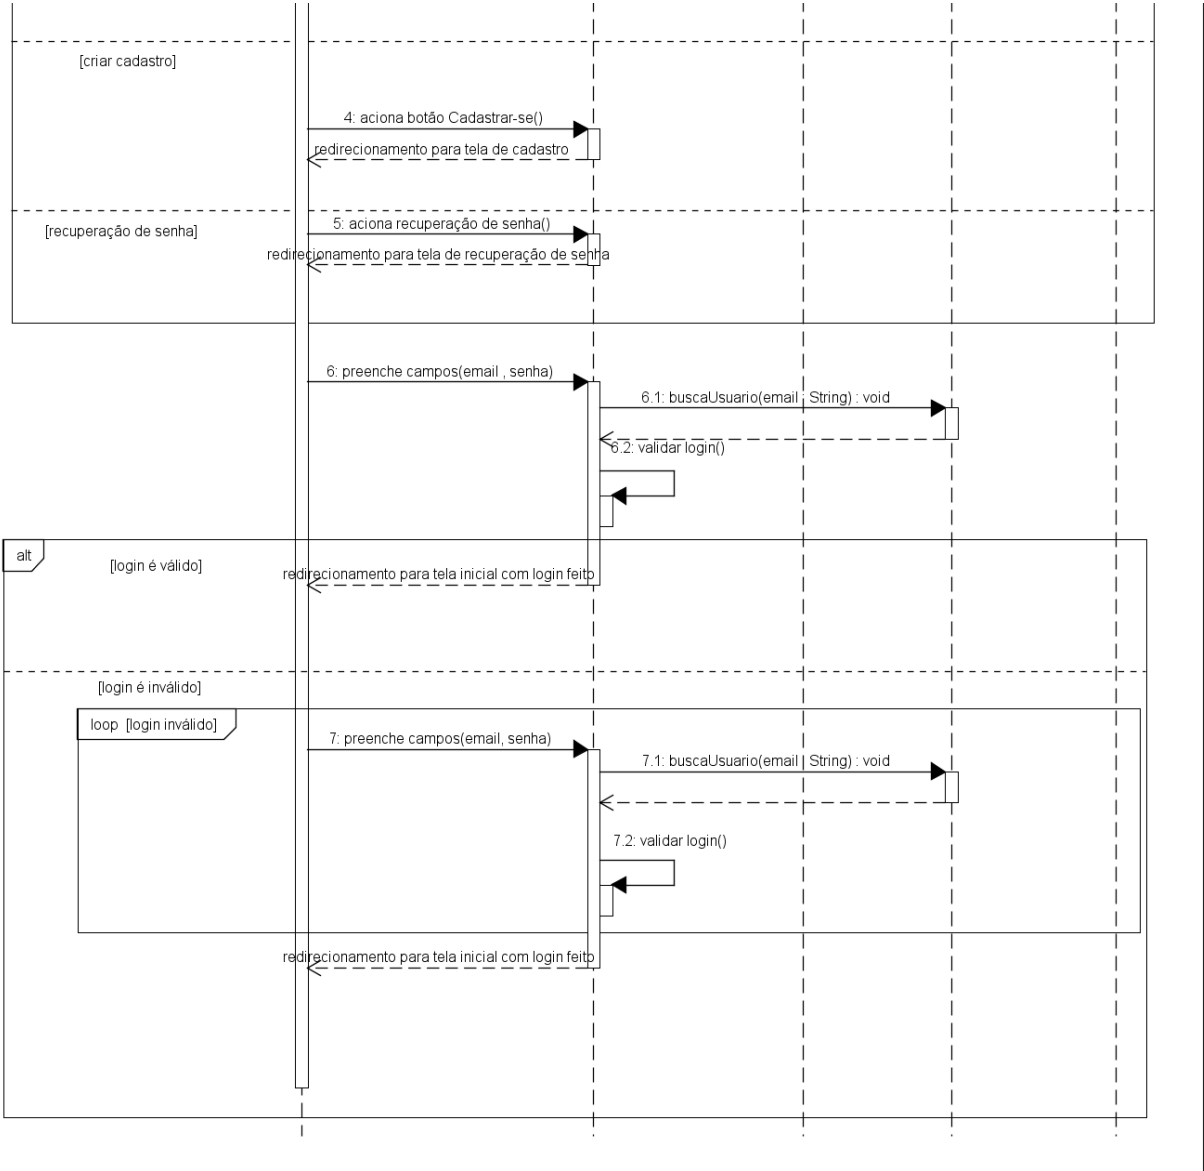 [criar cadastro]
4: aciona botão Cadastrar-se()
redirecionamento para tela de cadastro
5: aciona recuperação de senha()
[recuperação de senha]
redirecionamento para tela de recuperação de senha
6: preenche campos(email , senha)
6.1: buscaUsuario(email : String) : void
6.2: validar login()
alt
[login é válido]
redirecionamento para tela inicial com login feito
[login é inválido]
loop [login inválido]
7: preenche campos(email, senha)
7.1: buscaUsuario(email : String) : void
7.2: validar login()
redirecionamento para tela inicial com login feito